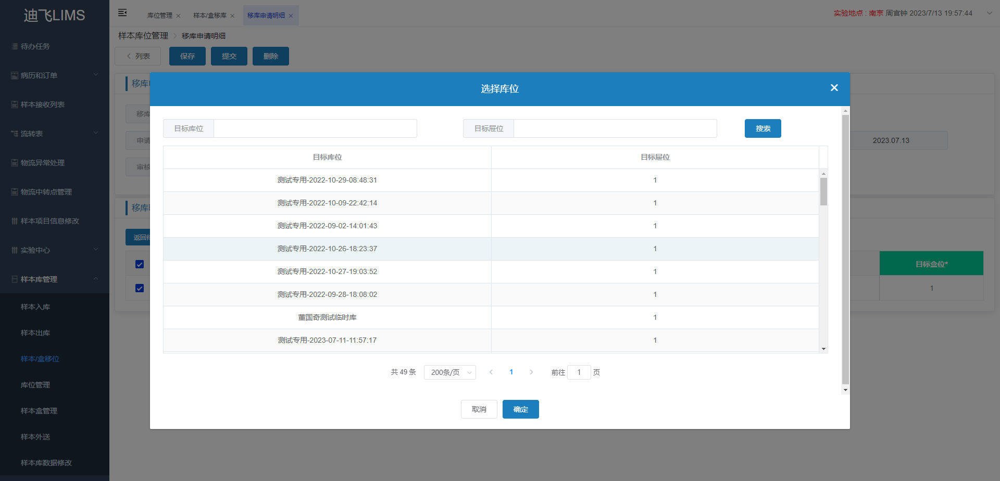 迪飞LIMS
待办任务
病历和订单
样本接收列表
流转表
物流异常处理
物流中转点管理
样本项目信息修改
实验中心
样本库管理
样本入库
样本出库
样本/盒移位
库位管理
样本盒管理
样本外送
样本库数据修改
库位管理 样本/盒移库 移库申请明细
实验地点 : 南京 周官钟 2023/7/13 19:57:44
样本库位管理 移库申请明细
列表 保存 提交 删除
移库
移库
申请
2023.07.13
审核
移库
返回待
目标盒位*
1
选择库位
目标库位 目标屉位 搜索
目标库位 目标屉位
测试专用-2022-10-29-08:48:31 1
测试专用-2022-10-09-22:42:14 1
测试专用-2022-09-02-14:01:43 1
测试专用-2022-10-26-18:23:37 1
测试专用-2022-10-27-19:03:52 1
测试专用-2022-09-28-18:08:02 1
董国奇测试临时库 1
测试专用-2023-07-11-11:57:17 1
共 49 条 200条/页 1 前往 1 页
取消 确定